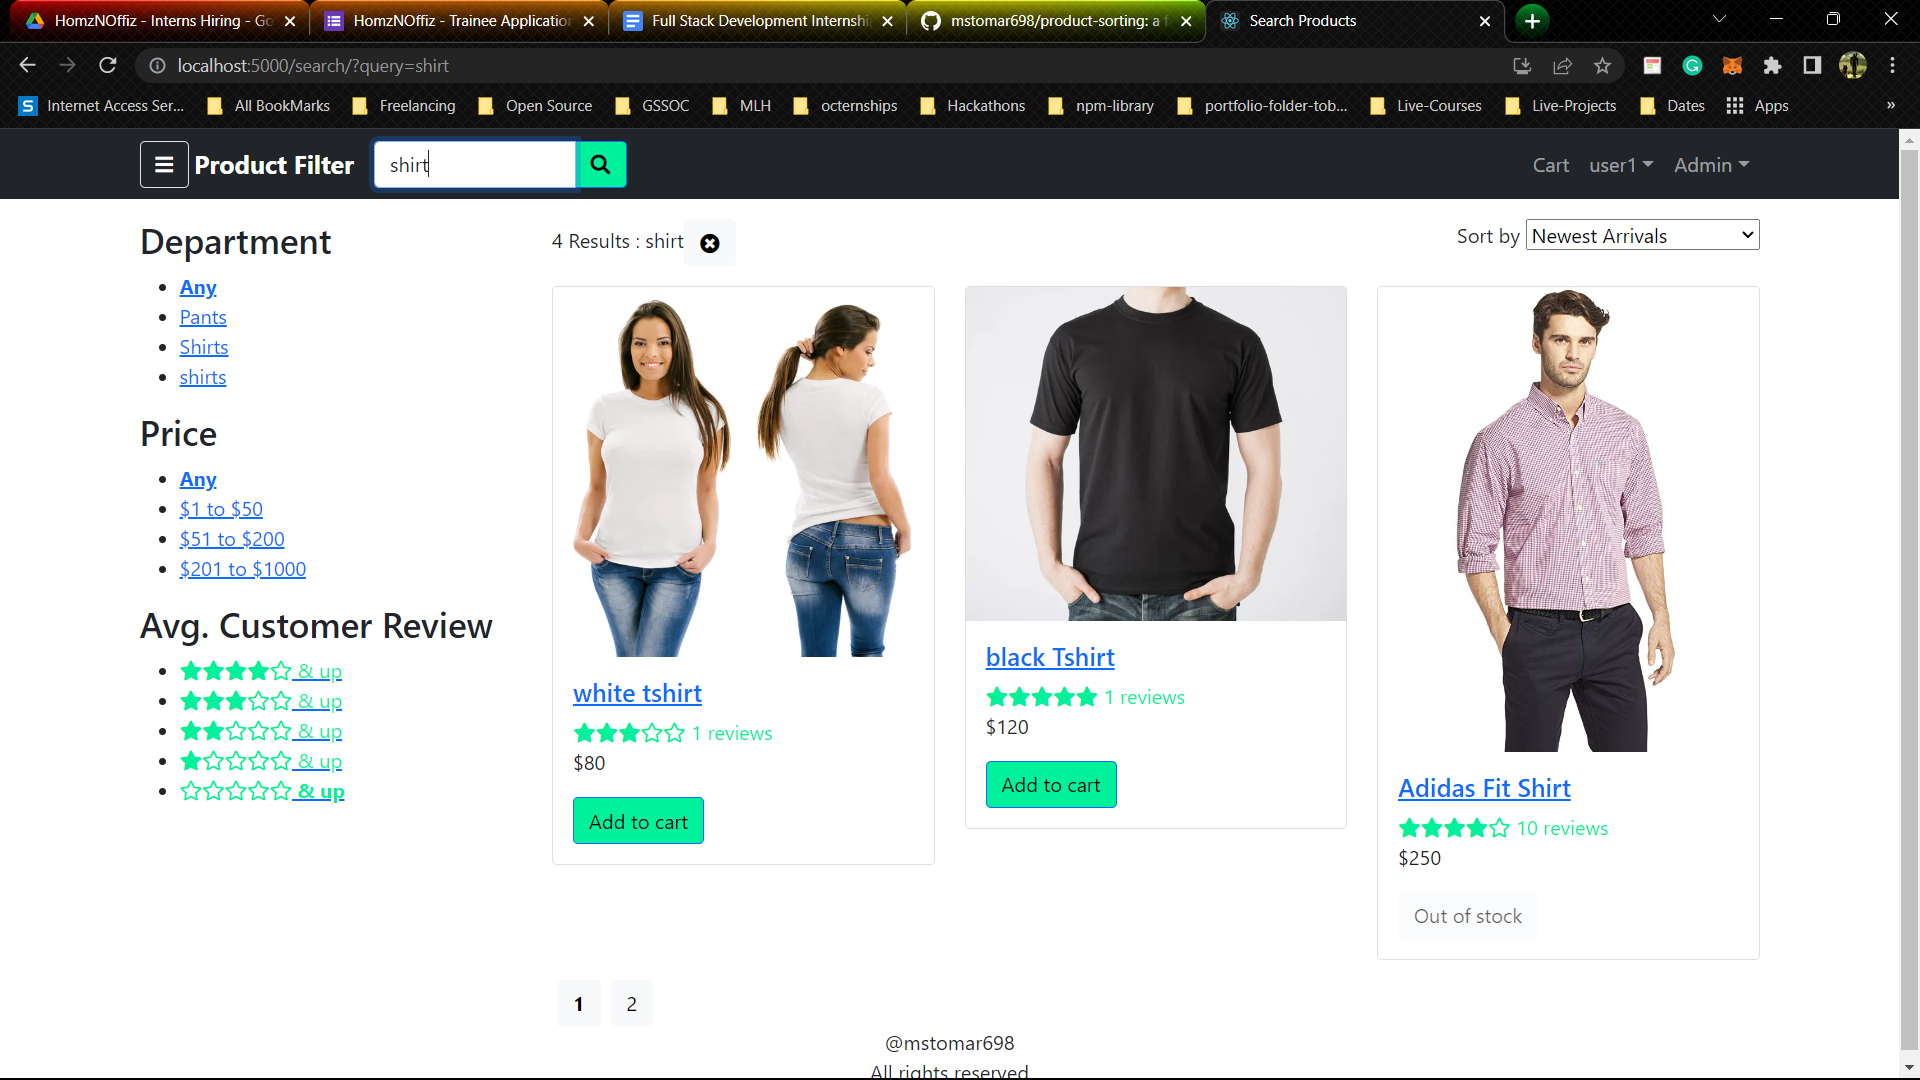 HomzNOffiz - Interns Hiring - Go
HomzNOffiz - Trainee Application
Full Stack Development Internshi
mstomar698/product-sorting: a f
Search Products
localhost:5000/search/?query=shirt
S Internet Access Ser...
All BookMarks
Freelancing
Open Source
GSSOC
MLH
octernships
Hackathons
npm-library
portfolio-folder-tob...
Live-Courses
Live-Projects
Dates
Apps
»
Product Filter
shirt
Cart
user1
Admin
Department
Any
Pants
Shirts
shirts
Price
Any
$1 to $50
$51 to $200
$201 to $1000
Avg. Customer Review
& up
& up
& up
& up
& up
4 Results : shirt
Sort by Newest Arrivals
white tshirt
1 reviews
$80
Add to cart
black Tshirt
1 reviews
$120
Add to cart
Adidas Fit Shirt
10 reviews
$250
Out of stock
1 2
@mstomar698
All rights reserved